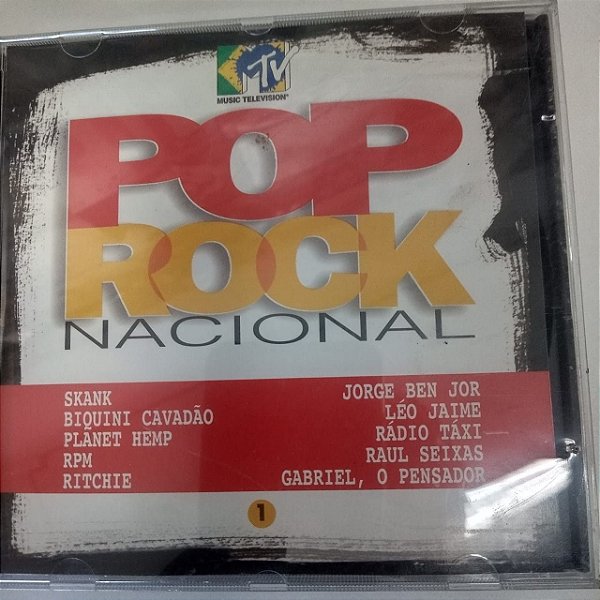 MTV
MUSIC TELEVISION®
POP
ROCK
NACIONAL
SKANK
BIQUINI CAVADÃO
PLANET HEMP
RPM
RITCHIE
JORGE BEN JOR
LÉO JAIME
RÁDIO TÁXI
RAUL SEIXAS
GABRIEL, O PENSADOR
1